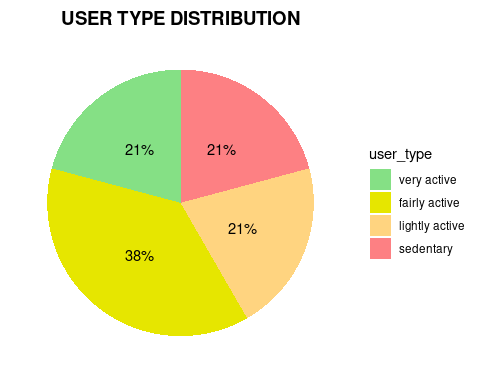 USER TYPE DISTRIBUTION
21%
21%
21%
38%
user_type
very active
fairly active
lightly active
sedentary